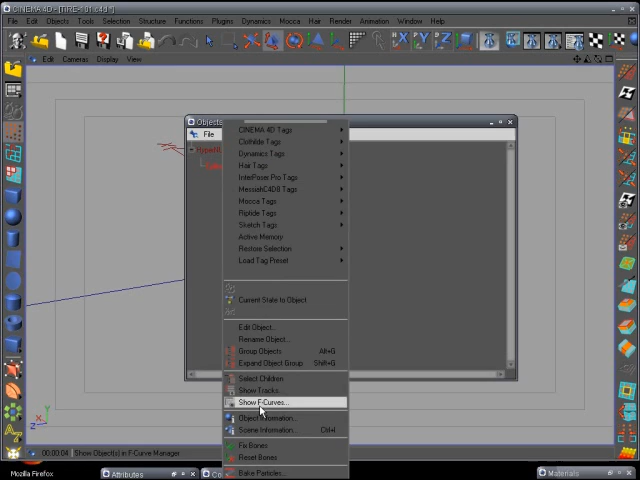 CINEMA 4D - [TIRE-101.c4d *]
File Edit Objects Tools Selection Structure Functions Plugins Dynamics Mocca Hair Render Animation Window Help
Edit Cameras Display View
Objects
File
HyperN
CINEMA 4D Tags
Clothilde Tags
Dynamics Tags
Hair Tags
InterPoser Pro Tags
MessiahC4D8 Tags
Mocca Tags
Riptide Tags
Sketch Tags
Active Memory
Restore Selection
Load Tag Preset
Current State to Object
Edit Object...
Rename Object...
Group Objects Alt+G
Expand Object Group Shift+G
Select Children
Show Tracks...
Show F-Curves...
Object Information...
Scene Information... Ctrl+I
Fix Bones
Reset Bones
Bake Particles...
00:00:04 Show Object(s) in F-Curve Manager
Mozilla Firefox Attributes Co Materials